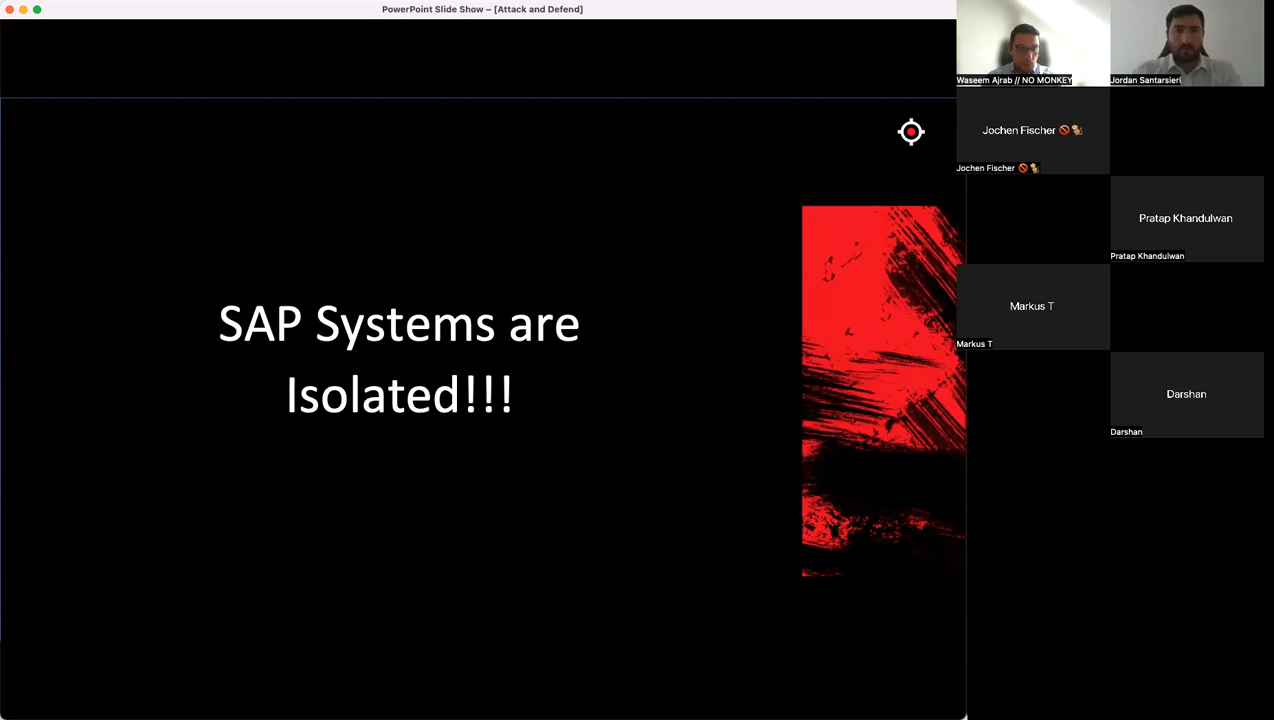 PowerPoint Slide Show – [Attack and Defend]
SAP Systems are
Isolated!!!
Waseem Ajrab // NO MONKEY
Jordan Santarsieri
Jochen Fischer 🚫🐒
Jochen Fischer 🚫🐒
Pratap Khandulwan
Pratap Khandulwan
Markus T
Markus T
Darshan
Darshan